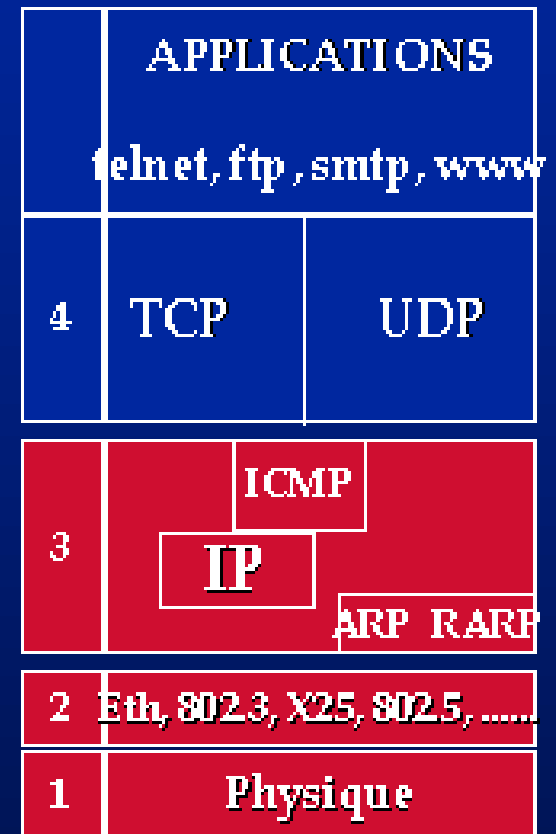 APPLICATIONS
telnet, ftp, smtp, www
4 TCP UDP
ICMP
3 IP
ARP RARP
2 Eth, 802.3, X25, 802.5, ......
1 Physique